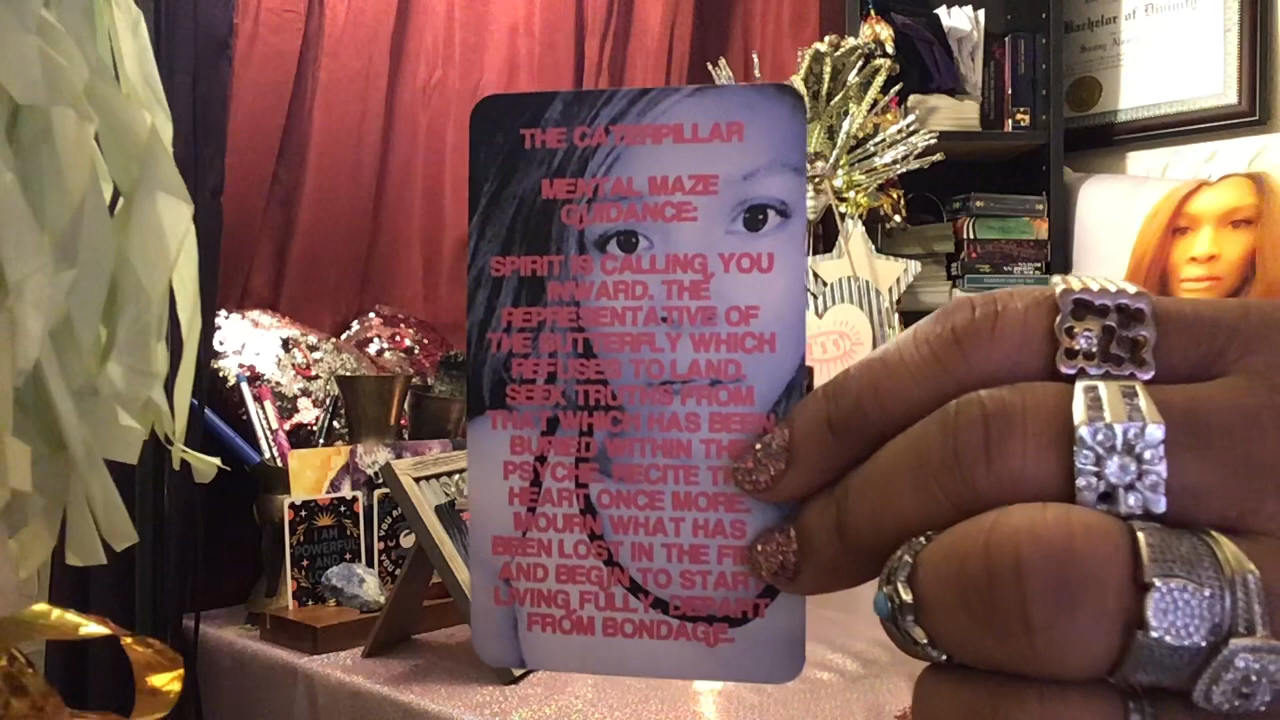 THE CATERPILLAR
MENTAL MAZE
GUIDANCE:
SPIRIT IS CALLING, YOU
INWARD. THE
REPRESENTATIVE OF
THE BUTTERFLY WHICH
REFUSES TO LAND.
SEEK TRUTHS FROM
THAT WHICH HAS BEEN
BURIED WITHIN THE
PSYCHE. RECITE
HEART ONCE MORE.
MOURN WHAT HAS
BEEN LOST IN THE
AND BEGIN TO START
LIVING, FULLY. DEPART
FROM BONDAGE.
Bachelor of Divinity
I AM
POWERFUL
AND
YOU